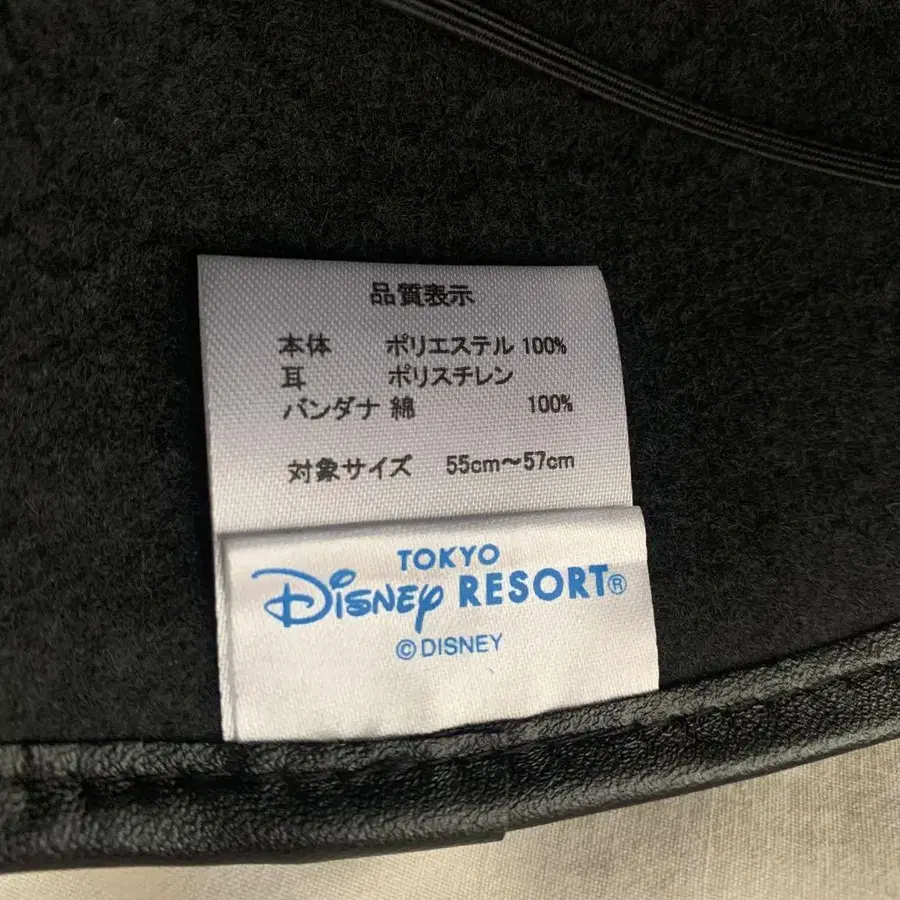 品質表示
本体 ポリエステル 100%
耳 ポリスチレン
バンダナ 綿 100%
対象サイズ 55cm～57cm
TOKYO
Disney RESORT®
©DISNEY